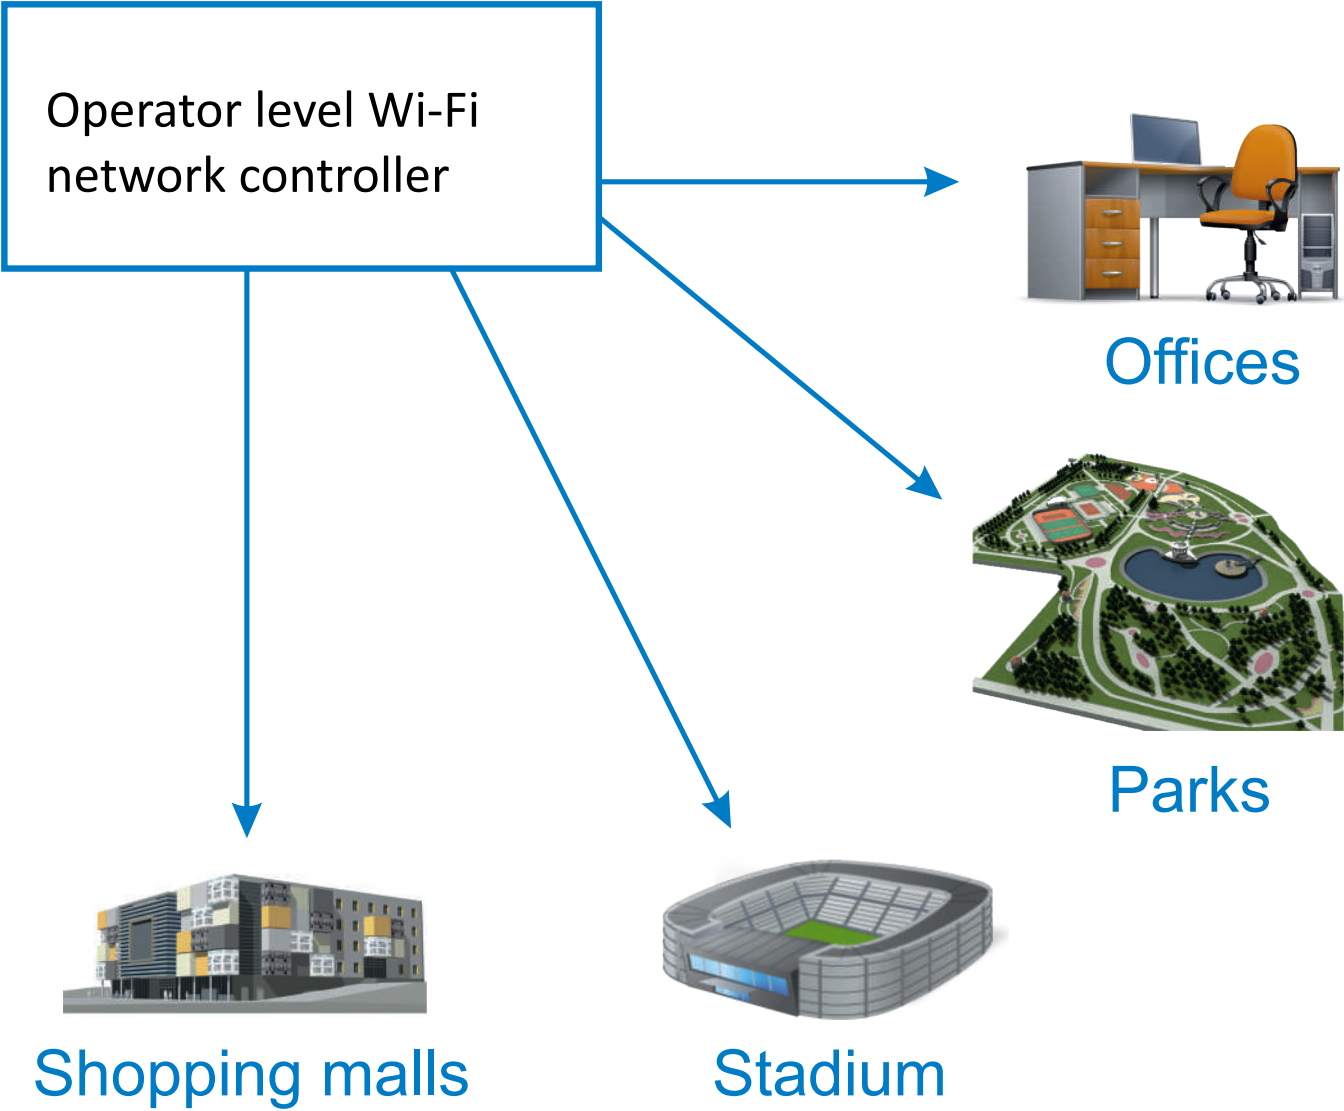 Operator level Wi-Fi
network controller
Offices
Parks
Shopping malls
Stadium